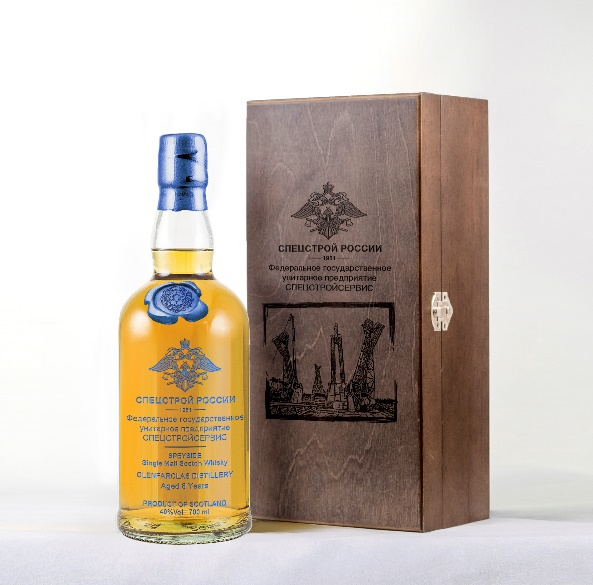 СПЕЦСТРОЙ РОССИИ
1951
Федеральное государственное
унитарное предприятие
СПЕЦСТРОЙСЕРВИС
SPEYSIDE
Single Malt Scotch Whisky
GLENFARCLAS DISTILLERY
Aged 8 Years
PRODUCT OF SCOTLAND
40%Vol 700 ml
СПЕЦСТРОЙ РОССИИ
1951
Федеральное государственное
унитарное предприятие
СПЕЦСТРОЙСЕРВИС